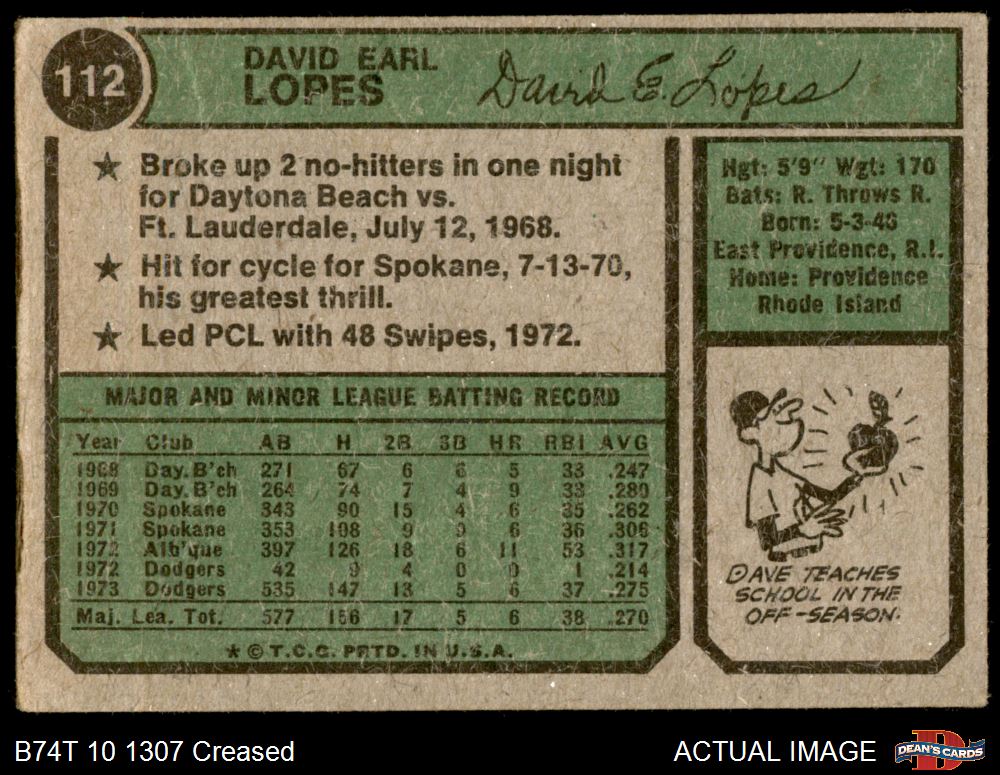 112
DAVID EARL
LOPES
David E. Lopes
★ Broke up 2 no-hitters in one night
for Daytona Beach vs.
Ft. Lauderdale, July 12, 1968.
★ Hit for cycle for Spokane, 7-13-70,
his greatest thrill.
★ Led PCL with 48 Swipes, 1972.
Hgt: 5'9" Wgt: 170
Bats: R. Throws R.
Born: 5-3-46
East Providence, R.I.
Home: Providence
Rhode Island
MAJOR AND MINOR LEAGUE BATTING RECORD
Year Club AB H 2B 3B HR RBI AVG
1968 Day. B'ch 271 67 6 6 5 33 .247
1969 Day. B'ch 264 74 7 4 9 33 .280
1970 Spokane 343 90 15 4 6 35 .262
1971 Spokane 353 108 9 6 36 .306
1972 Alb'que 397 126 18 6 11 53 .317
1972 Dodgers 42 9 4 0 0 1 .214
1973 Dodgers 535 147 13 5 6 37 .275
Maj. Lea. Tot. 577 156 17 5 6 38 .270
★ © T.C.G. PRTD. IN U.S.A.
DAVE TEACHES
SCHOOL IN THE
OFF-SEASON.
B74T 10 1307 Creased
ACTUAL IMAGE
DEAN'S CARDS